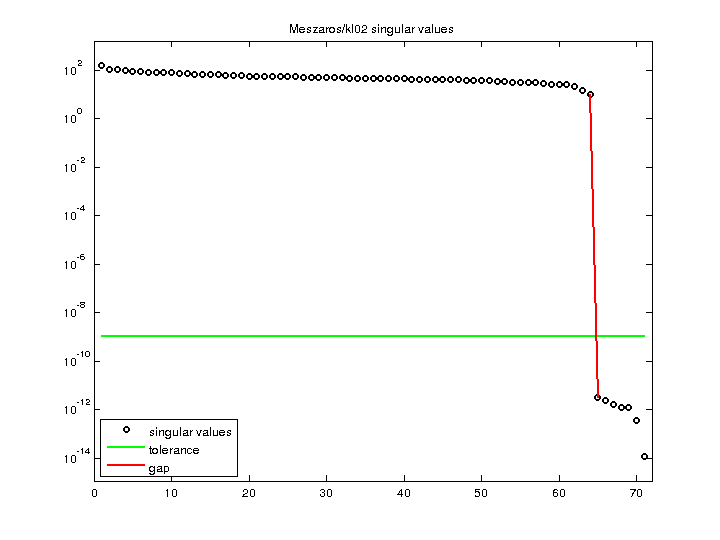 Meszaros/kl02 singular values
10^2
10^0
10^-2
10^-4
10^-6
10^-8
10^-10
10^-12
10^-14
singular values
tolerance
gap
0 10 20 30 40 50 60 70